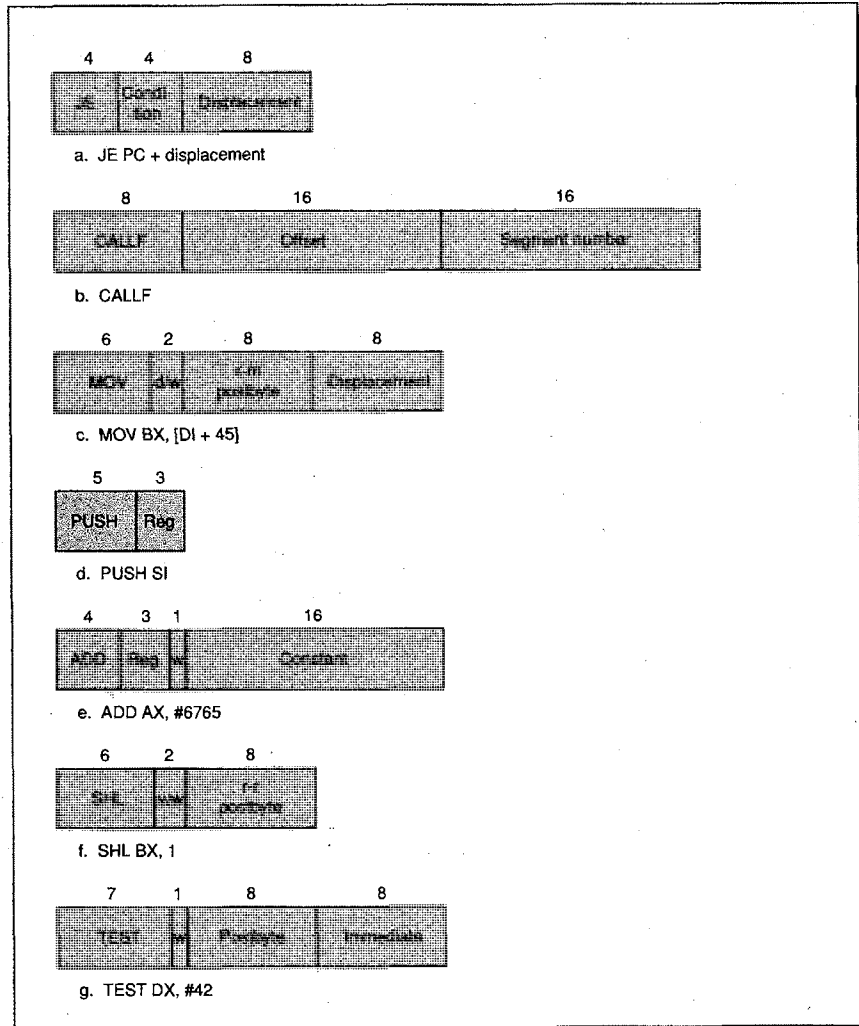 4 4 8
JE Condi- Displacement
tion
a. JE PC + displacement
8 16 16
CALLF Offset Segment number
b. CALLF
6 2 8 8
MOV d/w r-m Displacement
postbyte
c. MOV BX, [DI + 45]
5 3
PUSH Reg
d. PUSH SI
4 3 1 16
ADD Reg w Constant
e. ADD AX, #6765
6 2 8
SHL r-r
postbyte
f. SHL BX, 1
7 1 8 8
TEST w Postbyte Immediate
g. TEST DX, #42